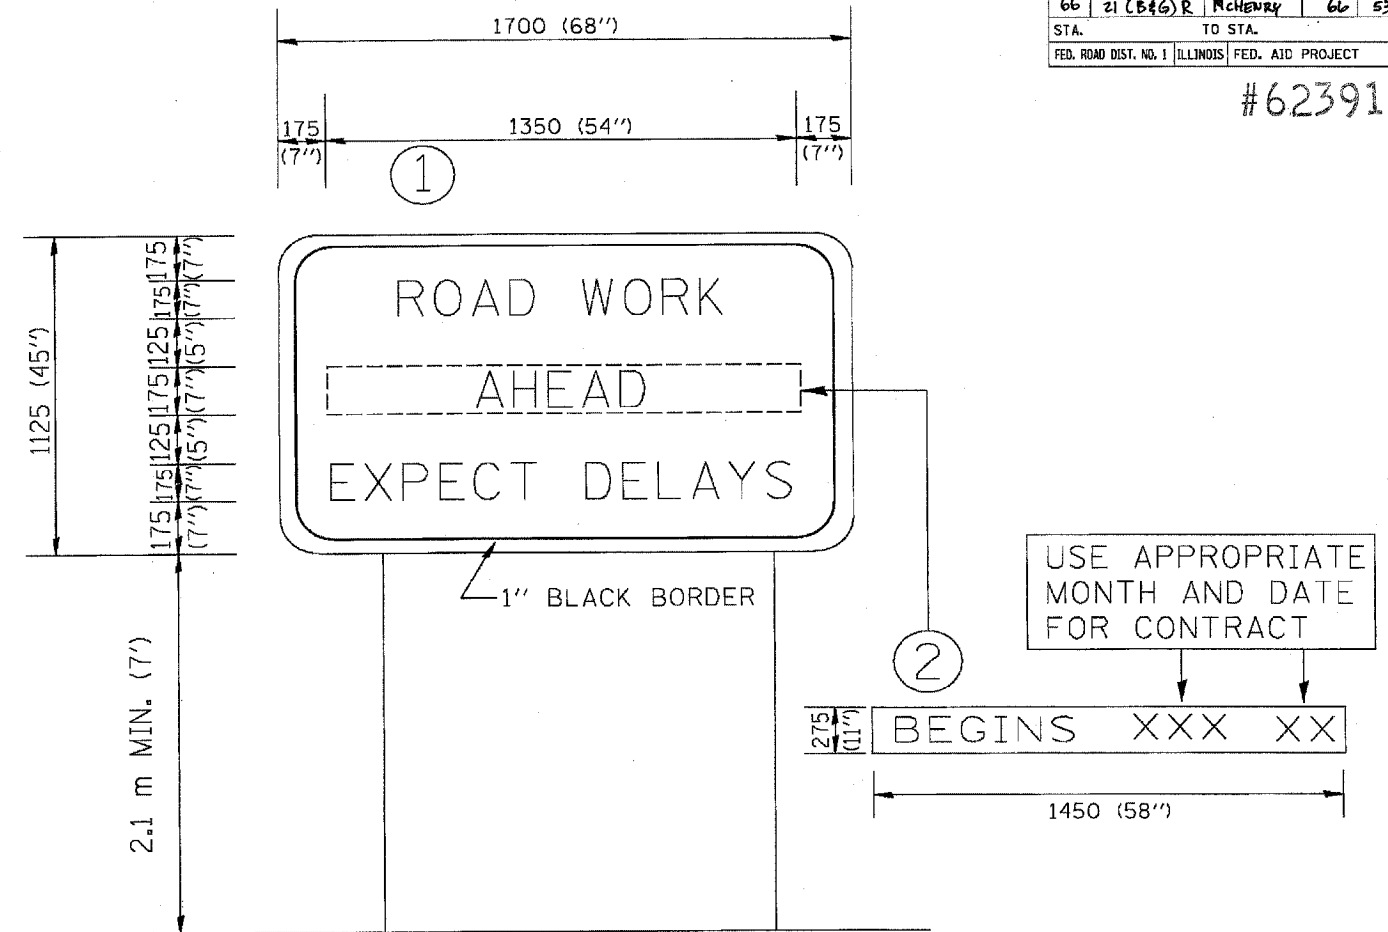 66 21 (B&G) R McHENRY 66 53
STA. TO STA.
FED. ROAD DIST. NO. 1 ILLINOIS FED. AID PROJECT
#62391
1700 (68'')
175 (7'')
1350 (54'')
175 (7'')
1
1125 (45'')
175 (7'')
175 (7'')
125 (5'')
175 (7'')
125 (5'')
175 (7'')
175 (7'')
ROAD WORK
AHEAD
EXPECT DELAYS
1'' BLACK BORDER
2.1 m MIN. (7')
USE APPROPRIATE
MONTH AND DATE
FOR CONTRACT
2
275 (11'')
BEGINS XXX XX
1450 (58'')